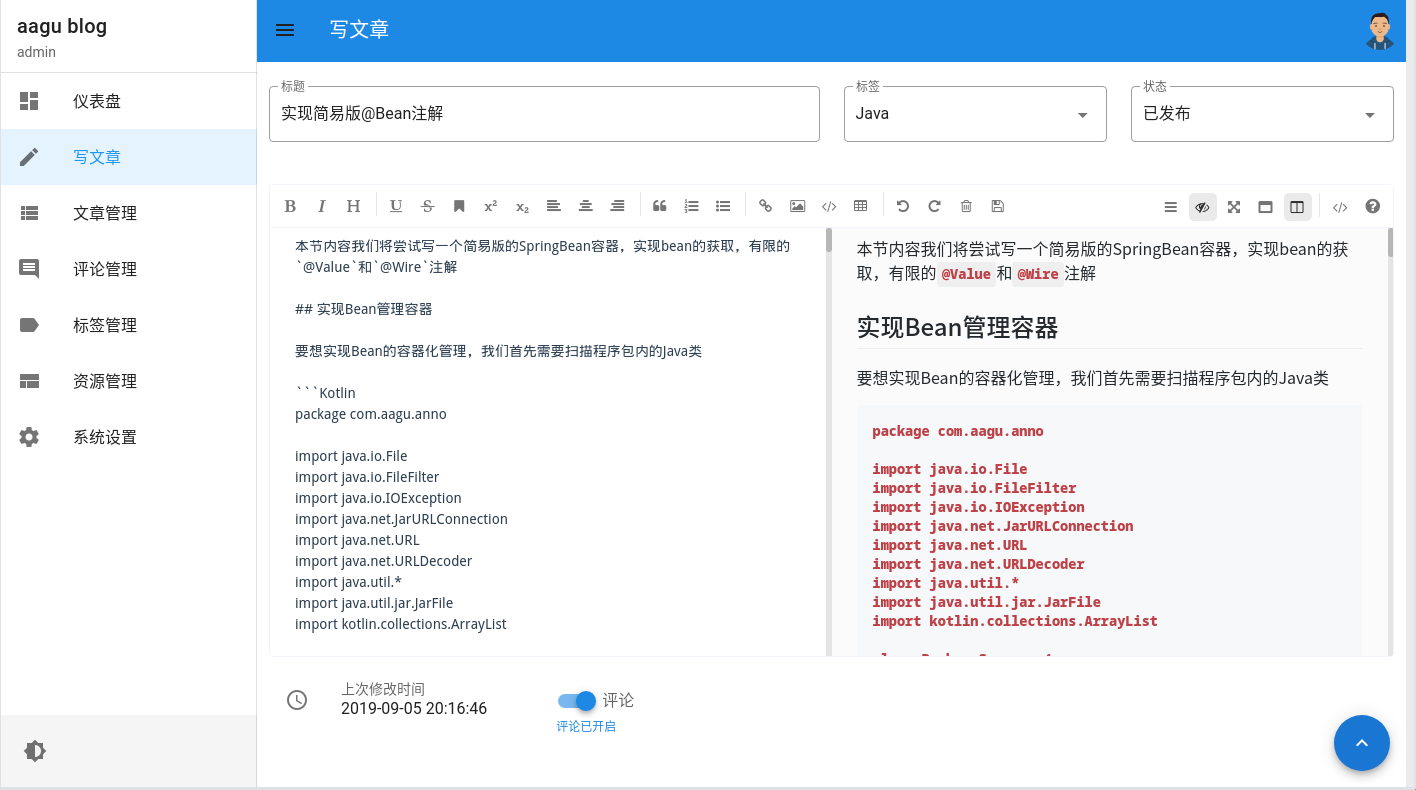 aagu blog
admin
仪表盘
写文章
文章管理
评论管理
标签管理
资源管理
系统设置
写文章
标题
实现简易版@Bean注解
标签
Java
状态
已发布
本节内容我们将尝试写一个简易版的SpringBean容器，实现bean的获取，有限的
`@Value`和`@Wire`注解
## 实现Bean管理容器
要想实现Bean的容器化管理，我们首先需要扫描程序包内的Java类
```Kotlin
package com.aagu.anno
import java.io.File
import java.io.FileFilter
import java.io.IOException
import java.net.JarURLConnection
import java.net.URL
import java.net.URLDecoder
import java.util.*
import java.util.jar.JarFile
import kotlin.collections.ArrayList
本节内容我们将尝试写一个简易版的SpringBean容器，实现bean的获
取，有限的 @Value 和 @Wire 注解
实现Bean管理容器
要想实现Bean的容器化管理，我们首先需要扫描程序包内的Java类
package com.aagu.anno
import java.io.File
import java.io.FileFilter
import java.io.IOException
import java.net.JarURLConnection
import java.net.URL
import java.net.URLDecoder
import java.util.*
import java.util.jar.JarFile
import kotlin.collections.ArrayList
上次修改时间
2019-09-05 20:16:46
评论
评论已开启